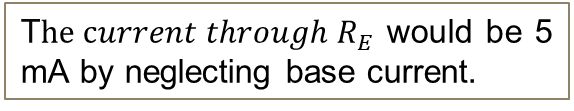 The current through R_E would be 5
mA by neglecting base current.